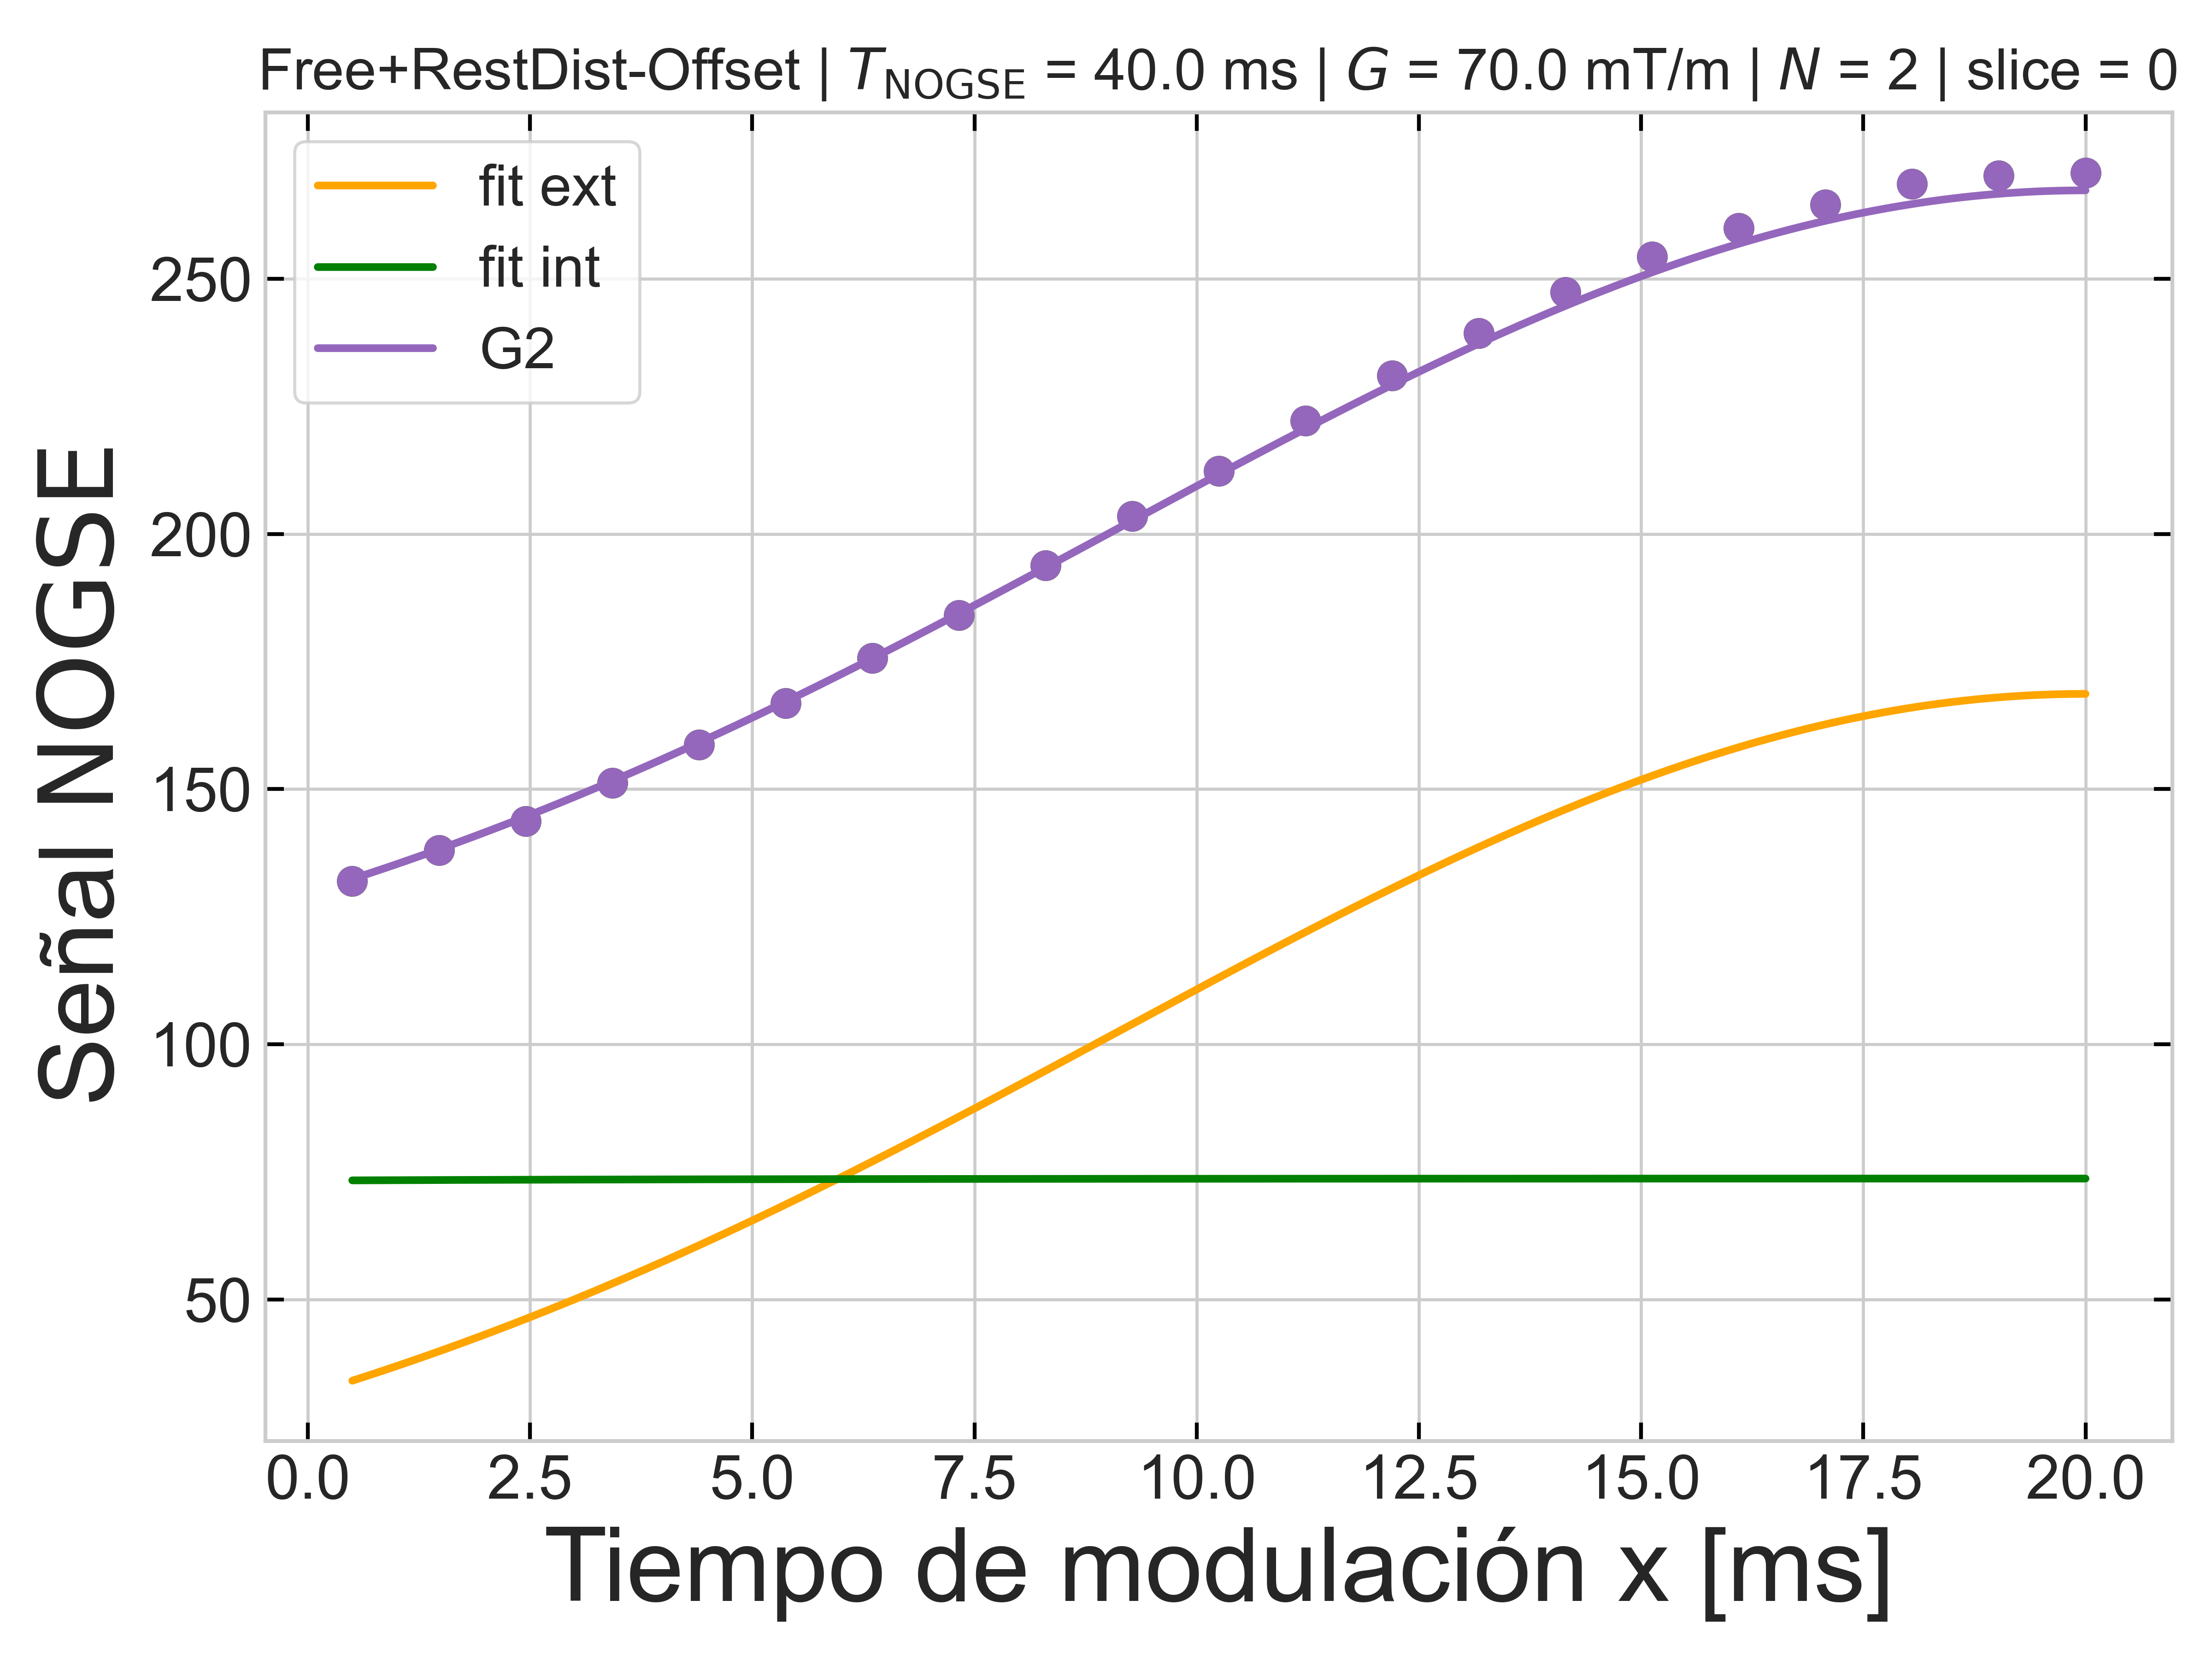 Free+RestDist-Offset | T_NOGSE = 40.0 ms | G = 70.0 mT/m | N = 2 | slice = 0
fit ext
fit int
G2
Señal NOGSE
250
200
150
100
50
0.0 2.5 5.0 7.5 10.0 12.5 15.0 17.5 20.0
Tiempo de modulación x [ms]